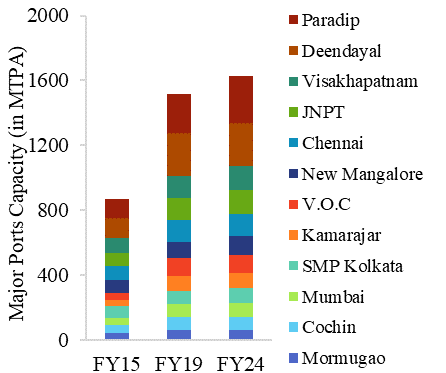 Major Ports Capacity (in MTPA)
2000
1600
1200
800
400
0
FY15 FY19 FY24
Paradip
Deendayal
Visakhapatnam
JNPT
Chennai
New Mangalore
V.O.C
Kamarajar
SMP Kolkata
Mumbai
Cochin
Mormugao